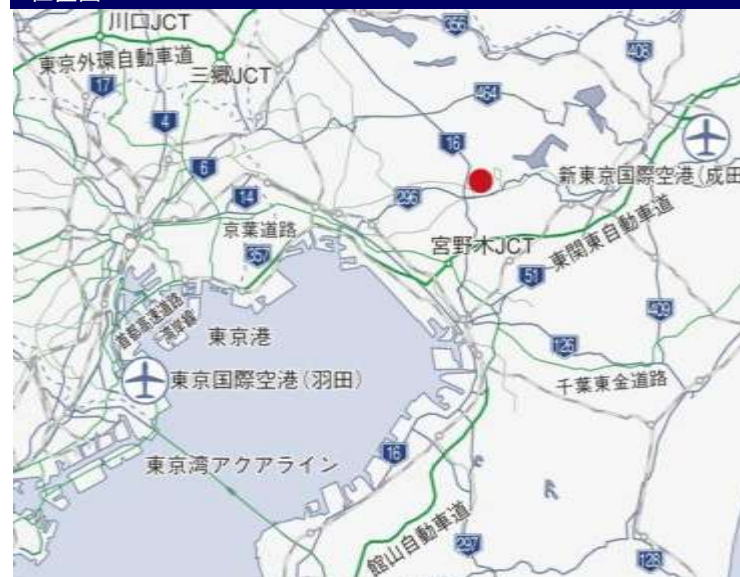 川口JCT
356
東京外環自動車道
三郷JCT
408
17
464
4
16
6
新東京国際空港(成田
14
296
京葉道路
宮野木JCT
東関東自動車道
357
51
首都高速道路
湾岸線
409
東京港
126
東京国際空港(羽田)
千葉東金道路
16
東京湾アクアライン
館山自動車道
297
128